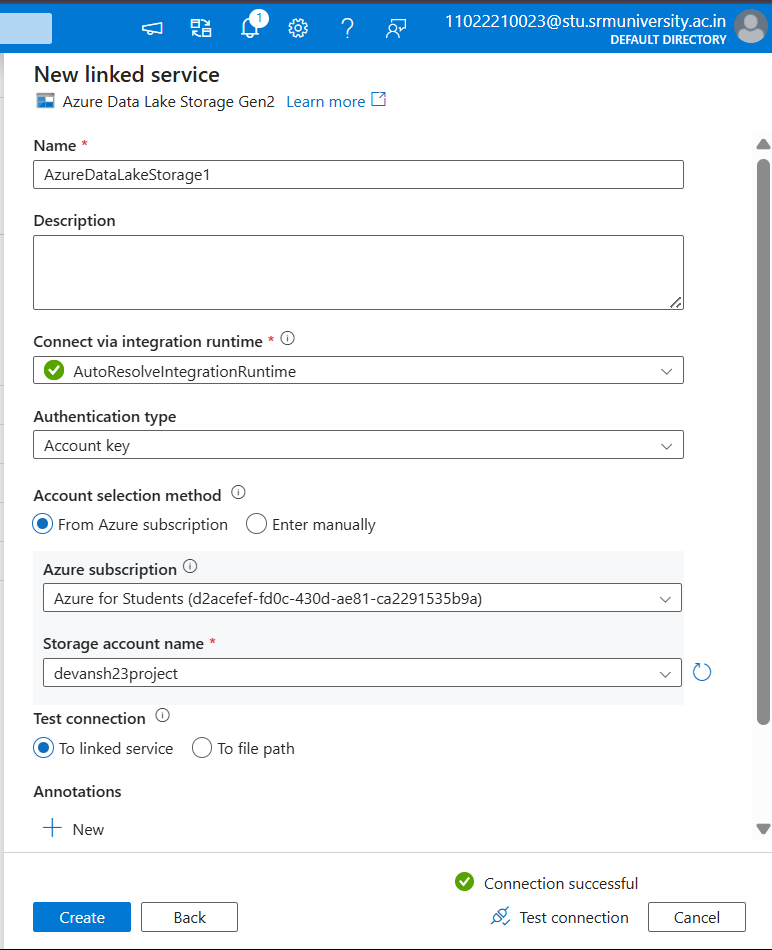 1
11022210023@stu.srmuniversity.ac.in
DEFAULT DIRECTORY
New linked service
Azure Data Lake Storage Gen2 Learn more
Name *
AzureDataLakeStorage1
Description
Connect via integration runtime *
AutoResolveIntegrationRuntime
Authentication type
Account key
Account selection method
From Azure subscription Enter manually
Azure subscription
Azure for Students (d2acefef-fd0c-430d-ae81-ca2291535b9a)
Storage account name *
devansh23project
Test connection
To linked service To file path
Annotations
New
Connection successful
Create Back Test connection Cancel